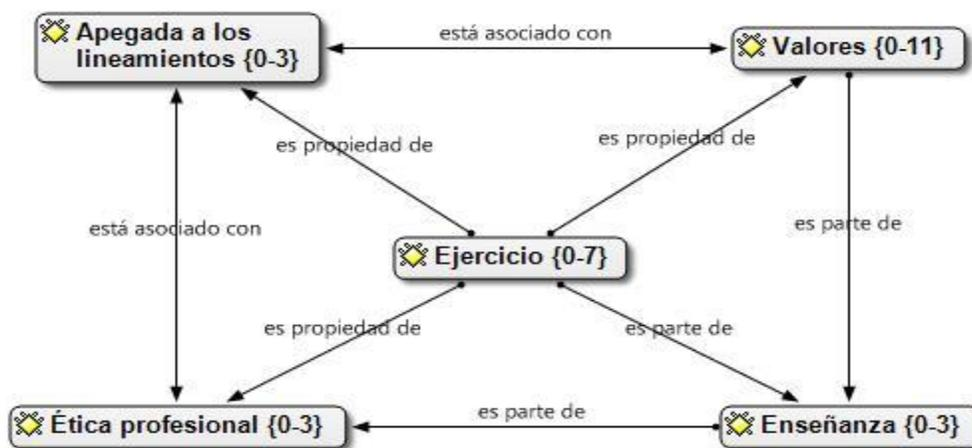 Apegada a los
lineamientos {0-3}
está asociado con
Valores {0-11}
es propiedad de
es propiedad de
está asociado con
es parte de
Ejercicio {0-7}
es propiedad de
es parte de
Ética profesional {0-3}
es parte de
Enseñanza {0-3}